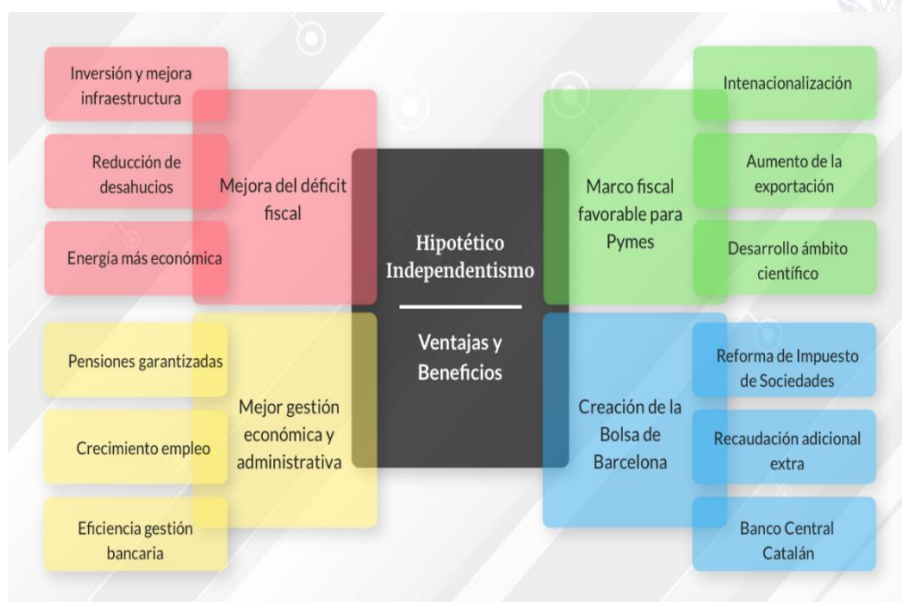 Inversión y mejora
infraestructura
Reducción de
desahucios
Energía más económica
Mejora del déficit
fiscal
Pensiones garantizadas
Crecimiento empleo
Eficiencia gestión
bancaria
Mejor gestión
económica y
administrativa
Hipotético
Independentismo
Ventajas y
Beneficios
Marco fiscal
favorable para
Pymes
Intenacionalización
Aumento de la
exportación
Desarrollo ámbito
científico
Creación de la
Bolsa de
Barcelona
Reforma de Impuesto
de Sociedades
Recaudación adicional
extra
Banco Central
Catalán